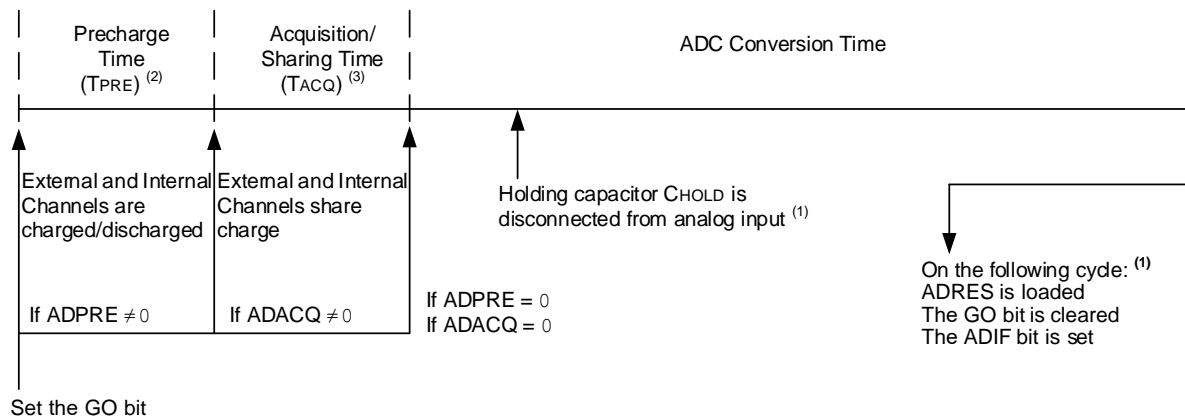 Precharge
Time
(TPRE) (2)
Acquisition/
Sharing Time
(TACQ) (3)
ADC Conversion Time
External and Internal
Channels are
charged/discharged
External and Internal
Channels share
charge
Holding capacitor CHOLD is
disconnected from analog input (1)
If ADPRE ≠ 0
If ADACQ ≠ 0
If ADPRE = 0
If ADACQ = 0
On the following cycle: (1)
ADRES is loaded
The GO bit is cleared
The ADIF bit is set
Set the GO bit